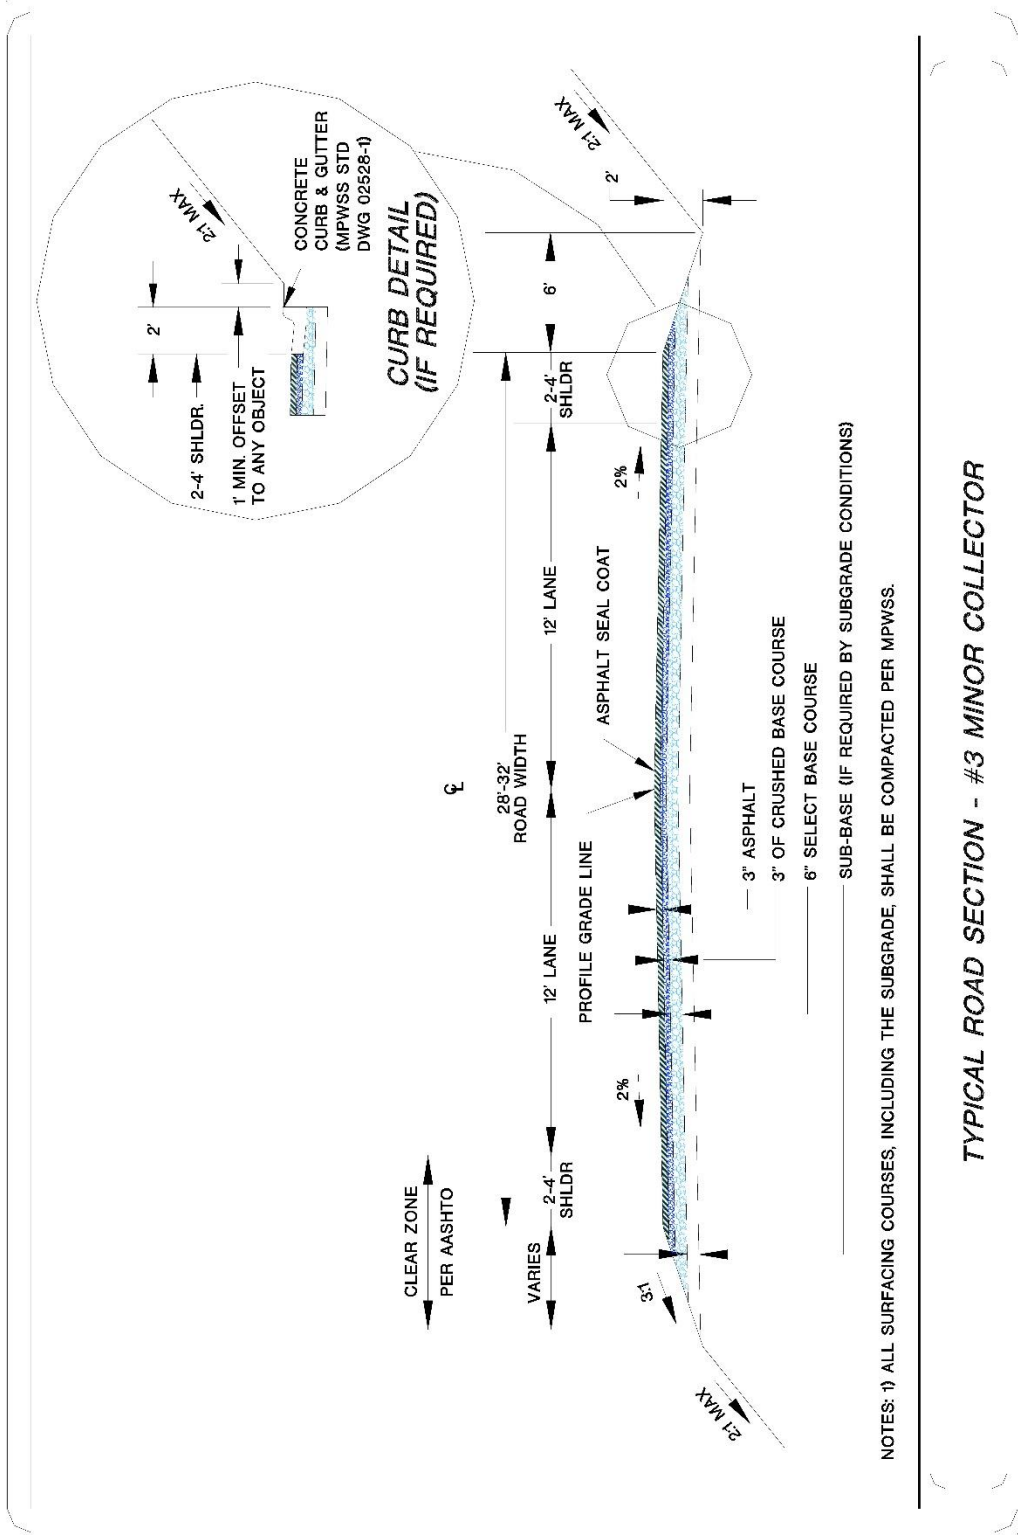 2:1 MAX
2'
2-4' SHLDR.
1' MIN. OFFSET
TO ANY OBJECT
CONCRETE
CURB & GUTTER
(MPWSS STD
DWG 02528-1)
CURB DETAIL
(IF REQUIRED)
CLEAR ZONE
PER AASHTO
℄
28'-32'
ROAD WIDTH
VARIES
2-4'
SHLDR
12' LANE
12' LANE
2-4'
SHLDR
6'
2'
2:1 MAX
PROFILE GRADE LINE
ASPHALT SEAL COAT
3:1
2%
2%
2:1 MAX
3" ASPHALT
3" OF CRUSHED BASE COURSE
6" SELECT BASE COURSE
SUB-BASE (IF REQUIRED BY SUBGRADE CONDITIONS)
NOTES: 1) ALL SURFACING COURSES, INCLUDING THE SUBGRADE, SHALL BE COMPACTED PER MPWSS.
TYPICAL ROAD SECTION - #3 MINOR COLLECTOR